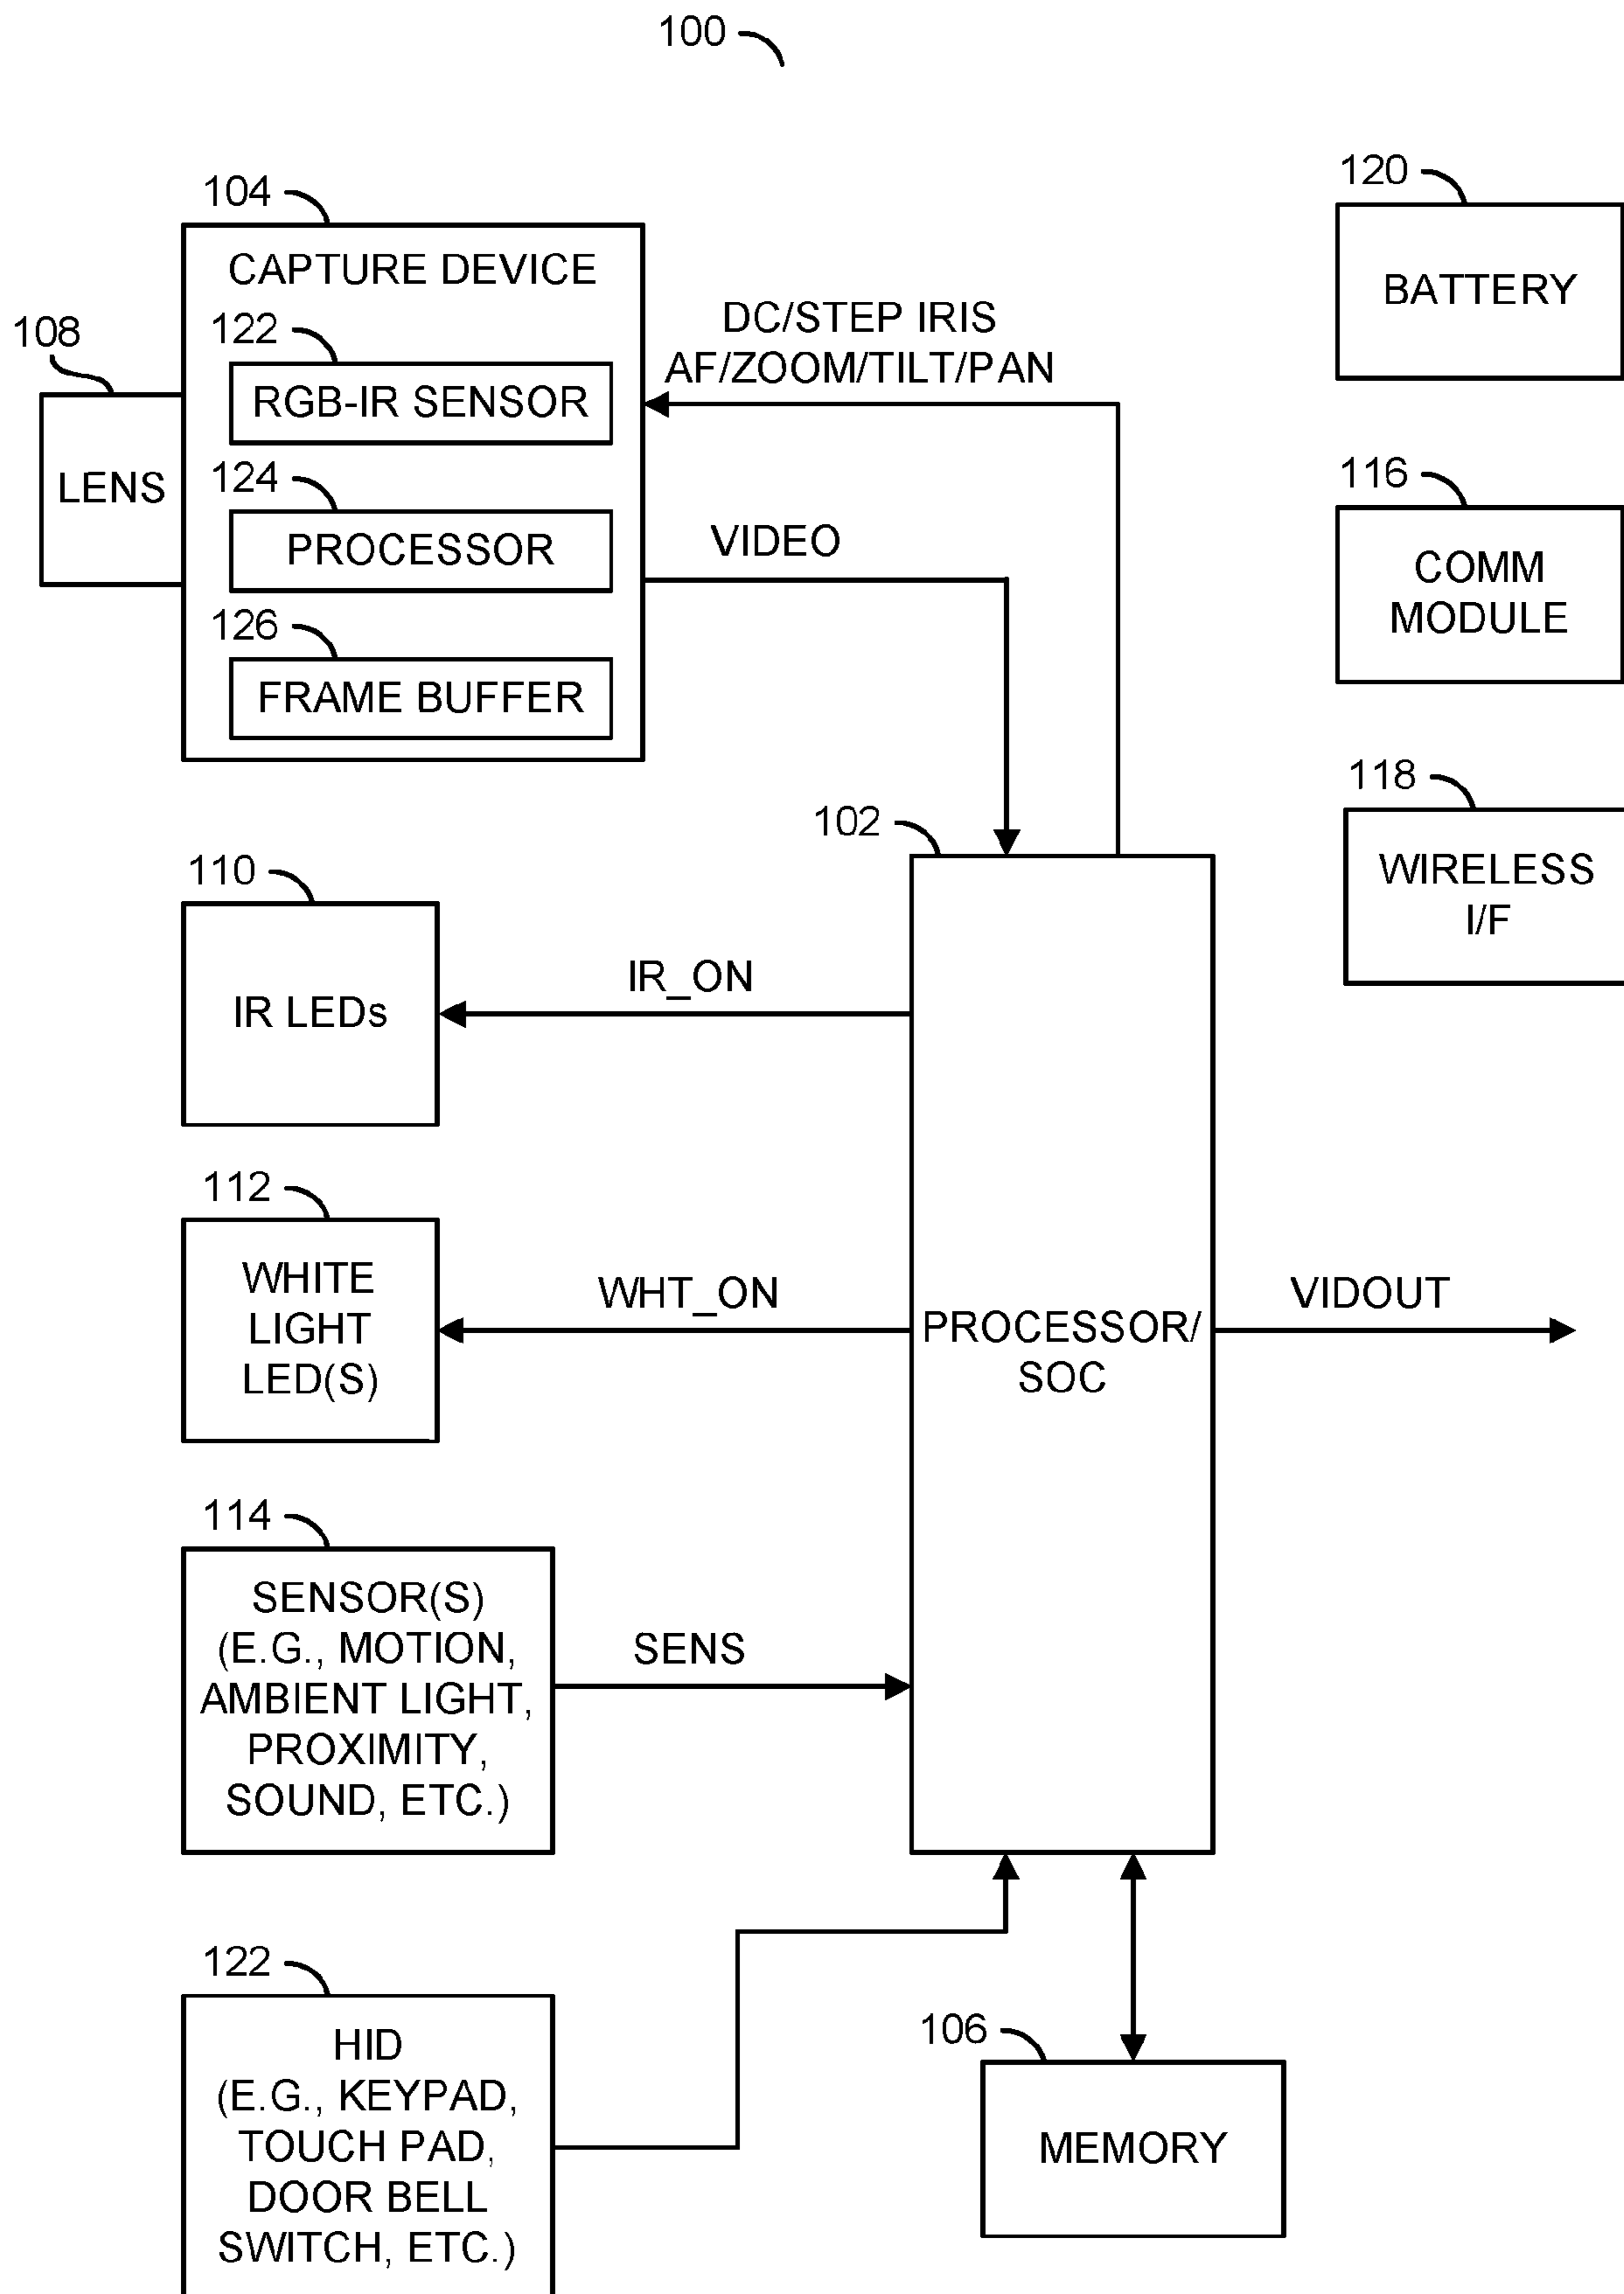 100
104
CAPTURE DEVICE
122
RGB-IR SENSOR
124
PROCESSOR
126
FRAME BUFFER
108
LENS
DC/STEP IRIS
AF/ZOOM/TILT/PAN
VIDEO
120
BATTERY
116
COMM
MODULE
118
WIRELESS
I/F
102
PROCESSOR/
SOC
110
IR LEDs
IR_ON
112
WHITE
LIGHT
LED(S)
WHT_ON
VIDOUT
114
SENSOR(S)
(E.G., MOTION,
AMBIENT LIGHT,
PROXIMITY,
SOUND, ETC.)
SENS
122
HID
(E.G., KEYPAD,
TOUCH PAD,
DOOR BELL
SWITCH, ETC.)
106
MEMORY